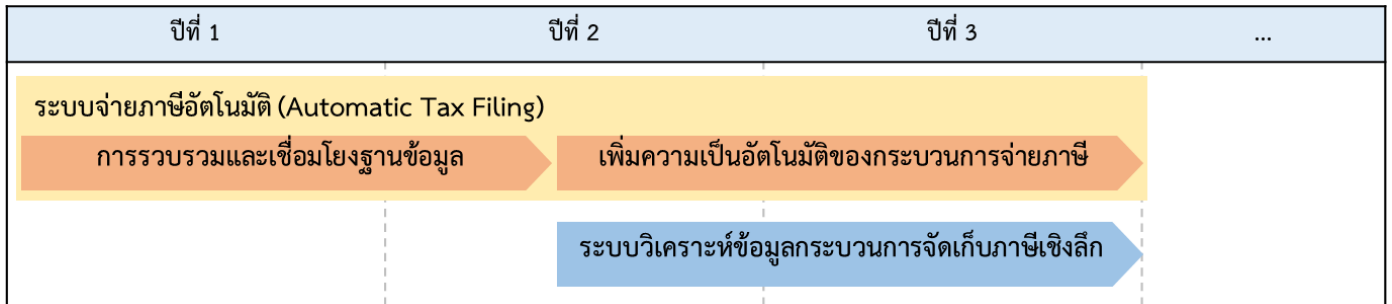 ปีที่ 1 ปีที่ 2 ปีที่ 3 ...
ระบบจ่ายภาษีอัตโนมัติ (Automatic Tax Filing)
การรวบรวมและเชื่อมโยงฐานข้อมูล เพิ่มความเป็นอัตโนมัติของกระบวนการจ่ายภาษี
ระบบวิเคราะห์ข้อมูลกระบวนการจัดเก็บภาษีเชิงลึก